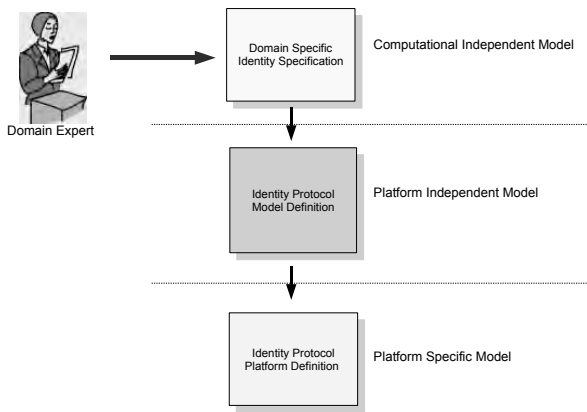 Domain Specific
Identity Specification
Computational Independent Model
Domain Expert
Identity Protocol
Model Definition
Platform Independent Model
Identity Protocol
Platform Definition
Platform Specific Model